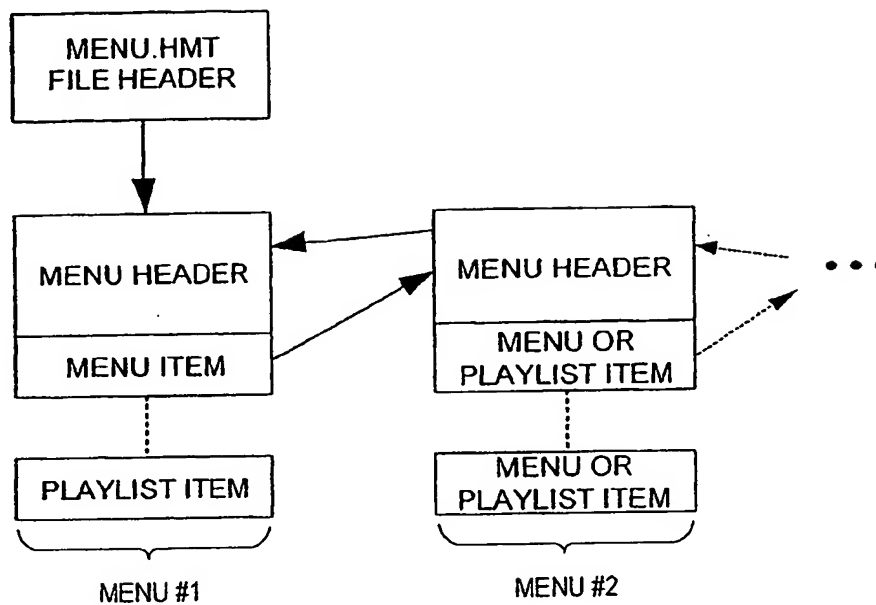 MENU.HMT
FILE HEADER
MENU HEADER
MENU ITEM
PLAYLIST ITEM
MENU #1
MENU HEADER
MENU OR
PLAYLIST ITEM
MENU OR
PLAYLIST ITEM
MENU #2